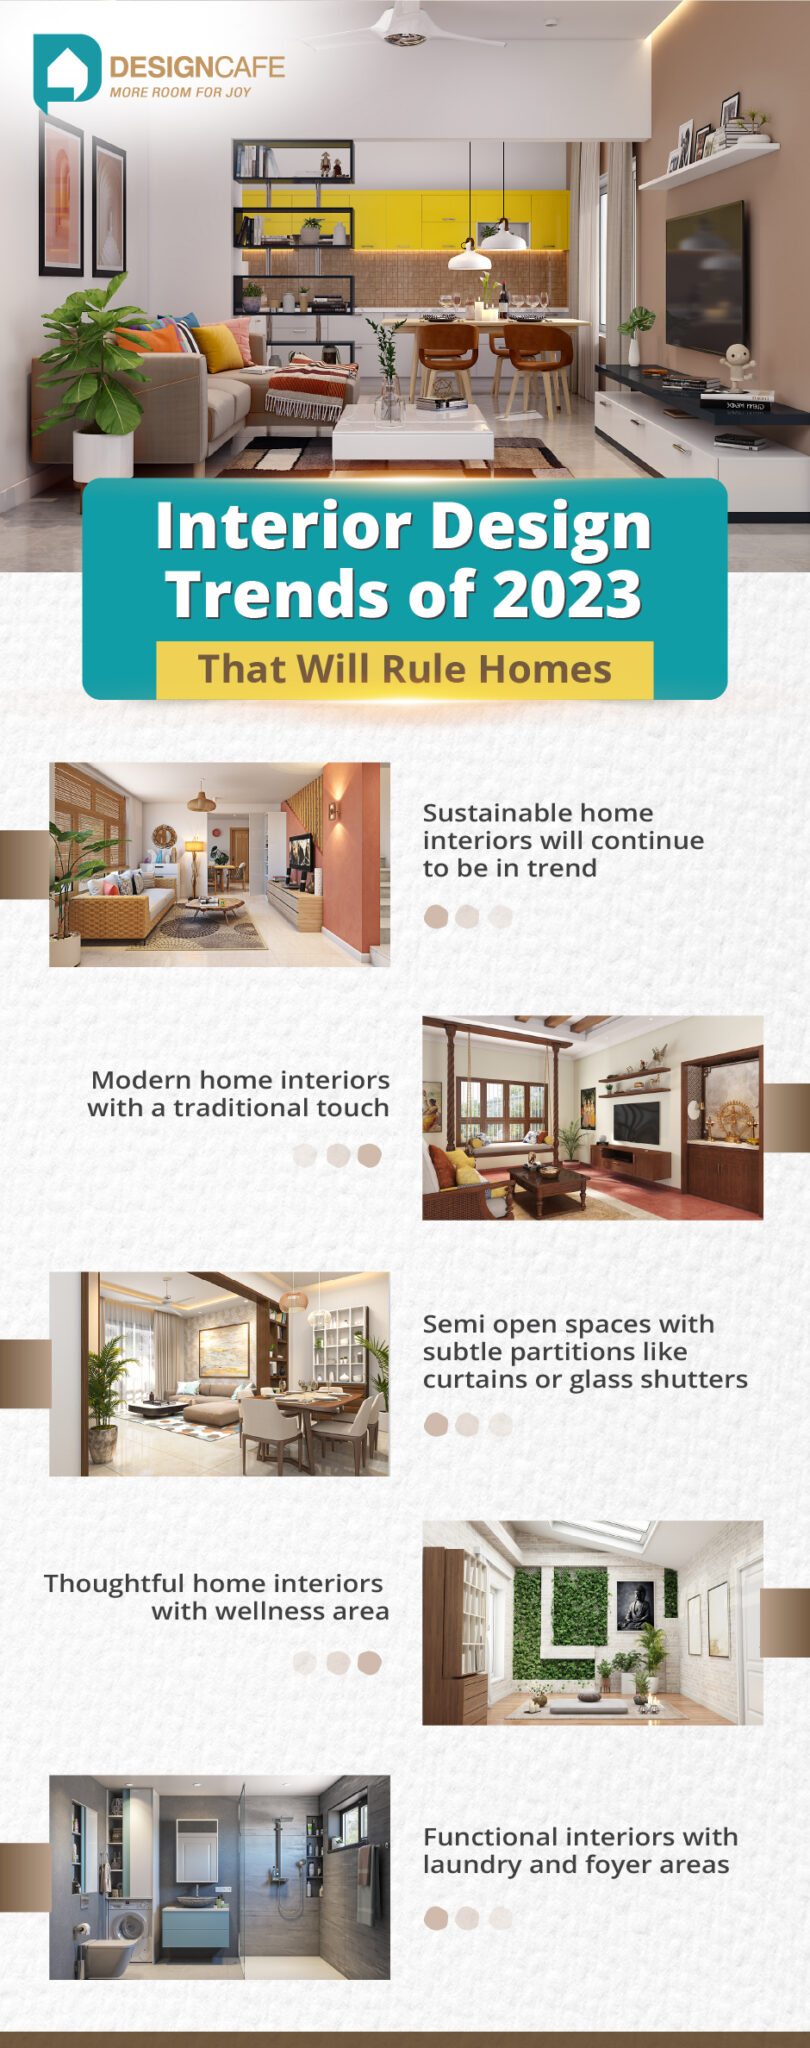 DESIGNCAFE
MORE ROOM FOR JOY
Interior Design
Trends of 2023
That Will Rule Homes
Sustainable home
interiors will continue
to be in trend
Modern home interiors
with a traditional touch
Semi open spaces with
subtle partitions like
curtains or glass shutters
Thoughtful home interiors
with wellness area
Functional interiors with
laundry and foyer areas